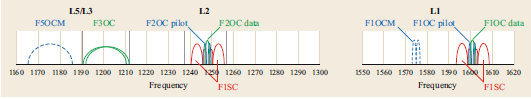 L5/L3 L2 L1
F5OCM F3OC F2OC pilot F2OC data F1OCM F1OC pilot F1OC data
1160 1170 1180 1190 1200 1210 1220 1230 1240 1250 1260 1270 1280 1290 1300 1550 1560 1570 1580 1590 1600 1610 1620
Frequency F1SC Frequency F1SC